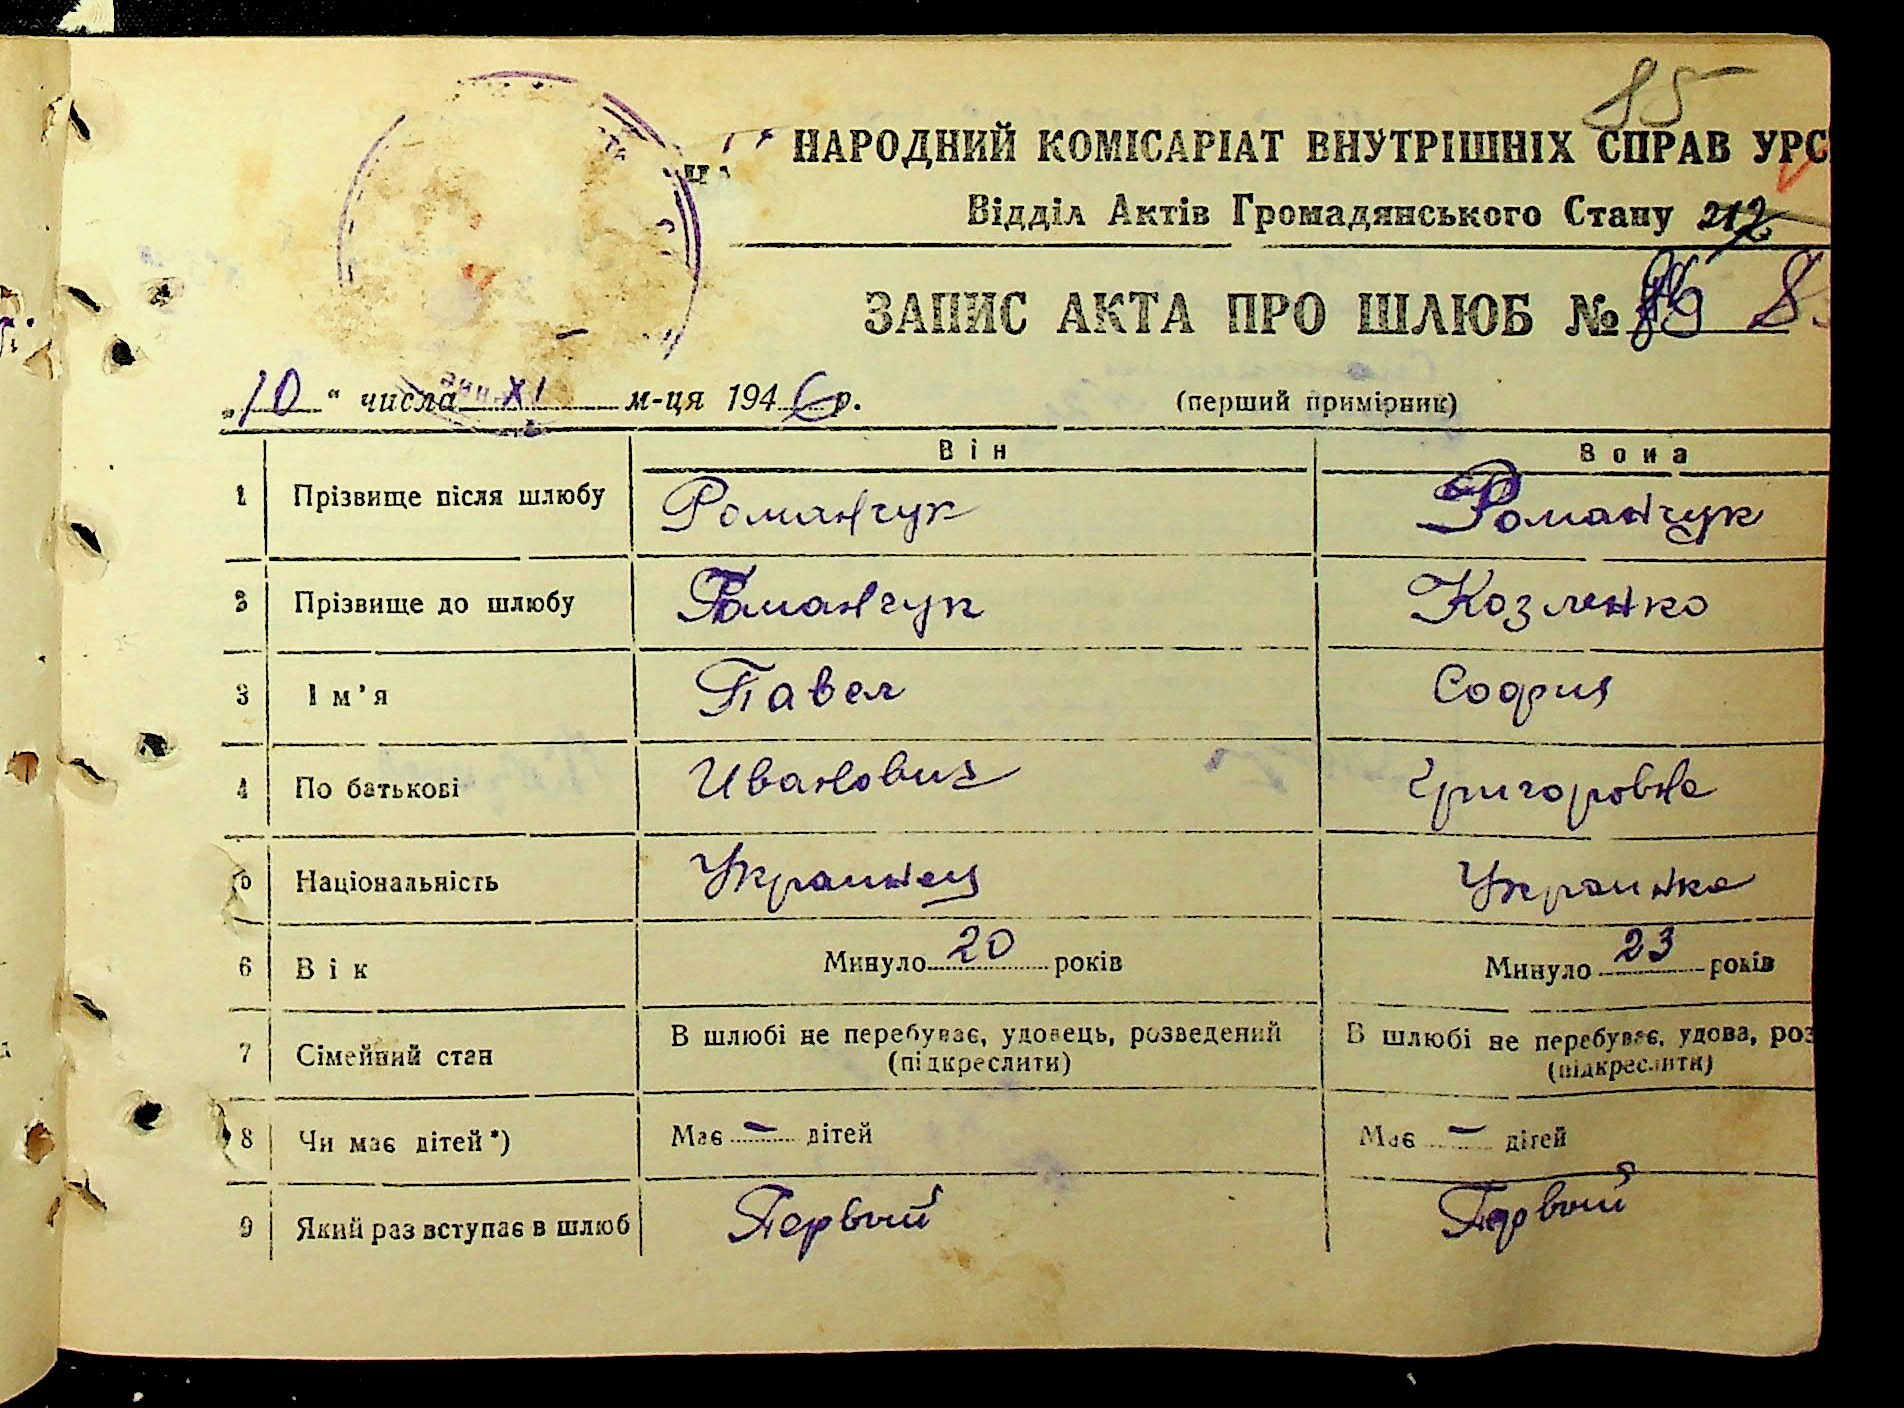 85
НАРОДНИЙ КОМІСАРІАТ ВНУТРІШНІХ СПРАВ УРС
Відділ Актів Громадянського Стану 212
ЗАПИС АКТА ПРО ШЛЮБ №
„10“ числа XI м-ця 1946 р. (перший примірник)
Він Вона
1 Прізвище після шлюбу Романчук Романчук
2 Прізвище до шлюбу Романчук Козленко
3 Ім’я Павел София
4 По батькові Иванович Григоровна
5 Національність Украинец Украинка
6 Вік Минуло 20 років Минуло 23 років
7 Сімейний стан В шлюбі не перебуває, удовець, розведений В шлюбі не перебуває, удова, роз
(підкреслити) (підкреслити)
8 Чи має дітей*) Має – дітей Має – дітей
9 Який раз вступає в шлюб Первый Первый